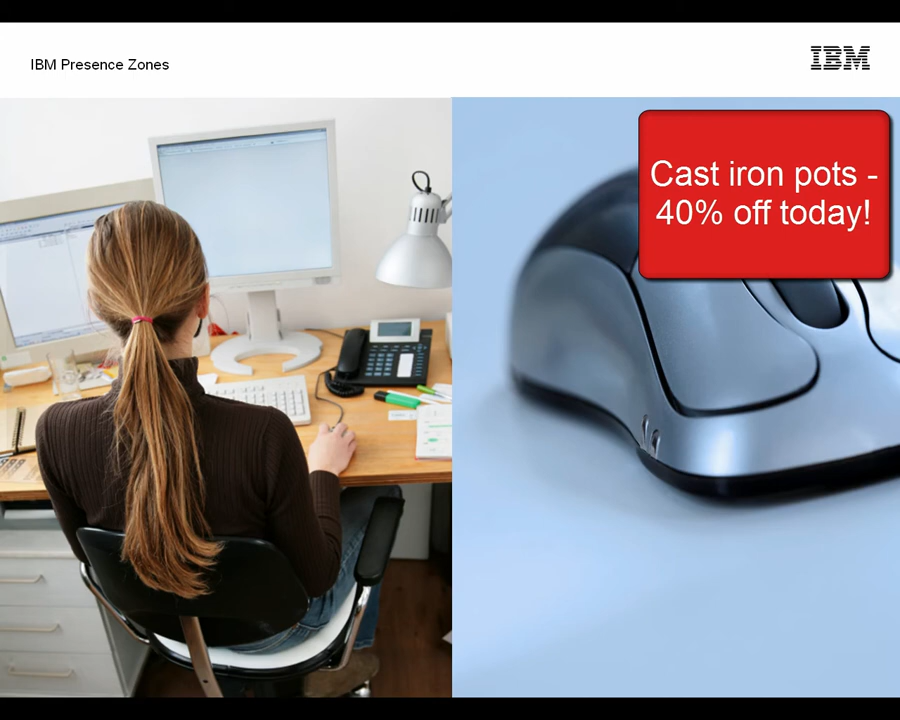 IBM Presence Zones
IBM
Cast iron pots -
40% off today!